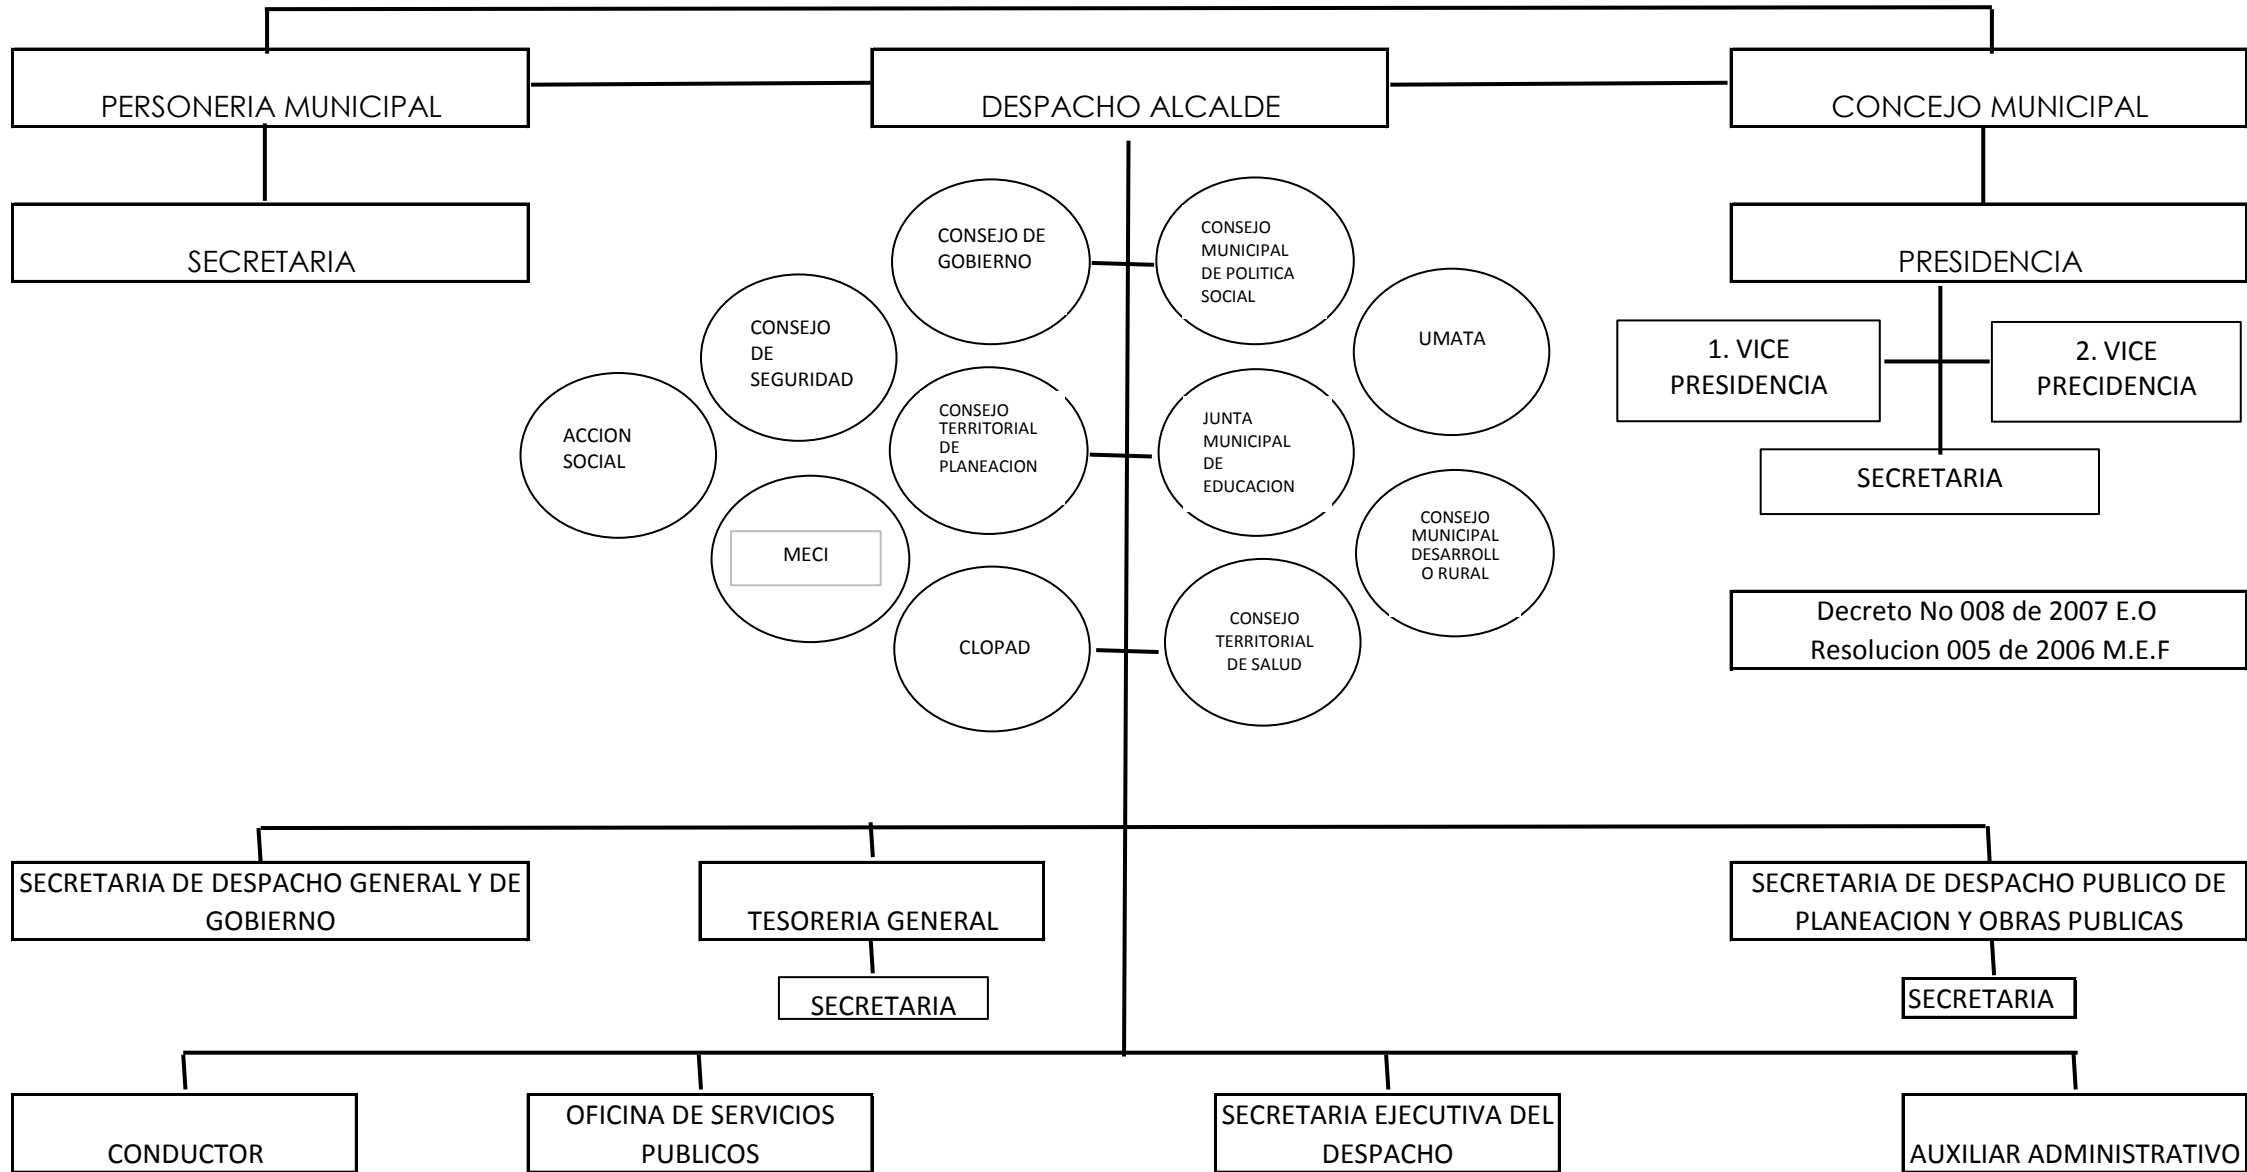 PERSONERIA MUNICIPAL
DESPACHO ALCALDE
CONCEJO MUNICIPAL
SECRETARIA
PRESIDENCIA
CONSEJO DE
GOBIERNO
CONSEJO
MUNICIPAL
DE POLITICA
SOCIAL
CONSEJO
DE
SEGURIDAD
UMATA
1. VICE
PRESIDENCIA
2. VICE
PRECIDENCIA
ACCION
SOCIAL
CONSEJO
TERRITORIAL
DE
PLANEACION
JUNTA
MUNICIPAL
DE
EDUCACION
SECRETARIA
MECI
CONSEJO
MUNICIPAL
DESARROLL
O RURAL
CLOPAD
CONSEJO
TERRITORIAL
DE SALUD
Decreto No 008 de 2007 E.O
Resolucion 005 de 2006 M.E.F
SECRETARIA DE DESPACHO GENERAL Y DE
GOBIERNO
TESORERIA GENERAL
SECRETARIA DE DESPACHO PUBLICO DE
PLANEACION Y OBRAS PUBLICAS
SECRETARIA
SECRETARIA
CONDUCTOR
OFICINA DE SERVICIOS
PUBLICOS
SECRETARIA EJECUTIVA DEL
DESPACHO
AUXILIAR ADMINISTRATIVO